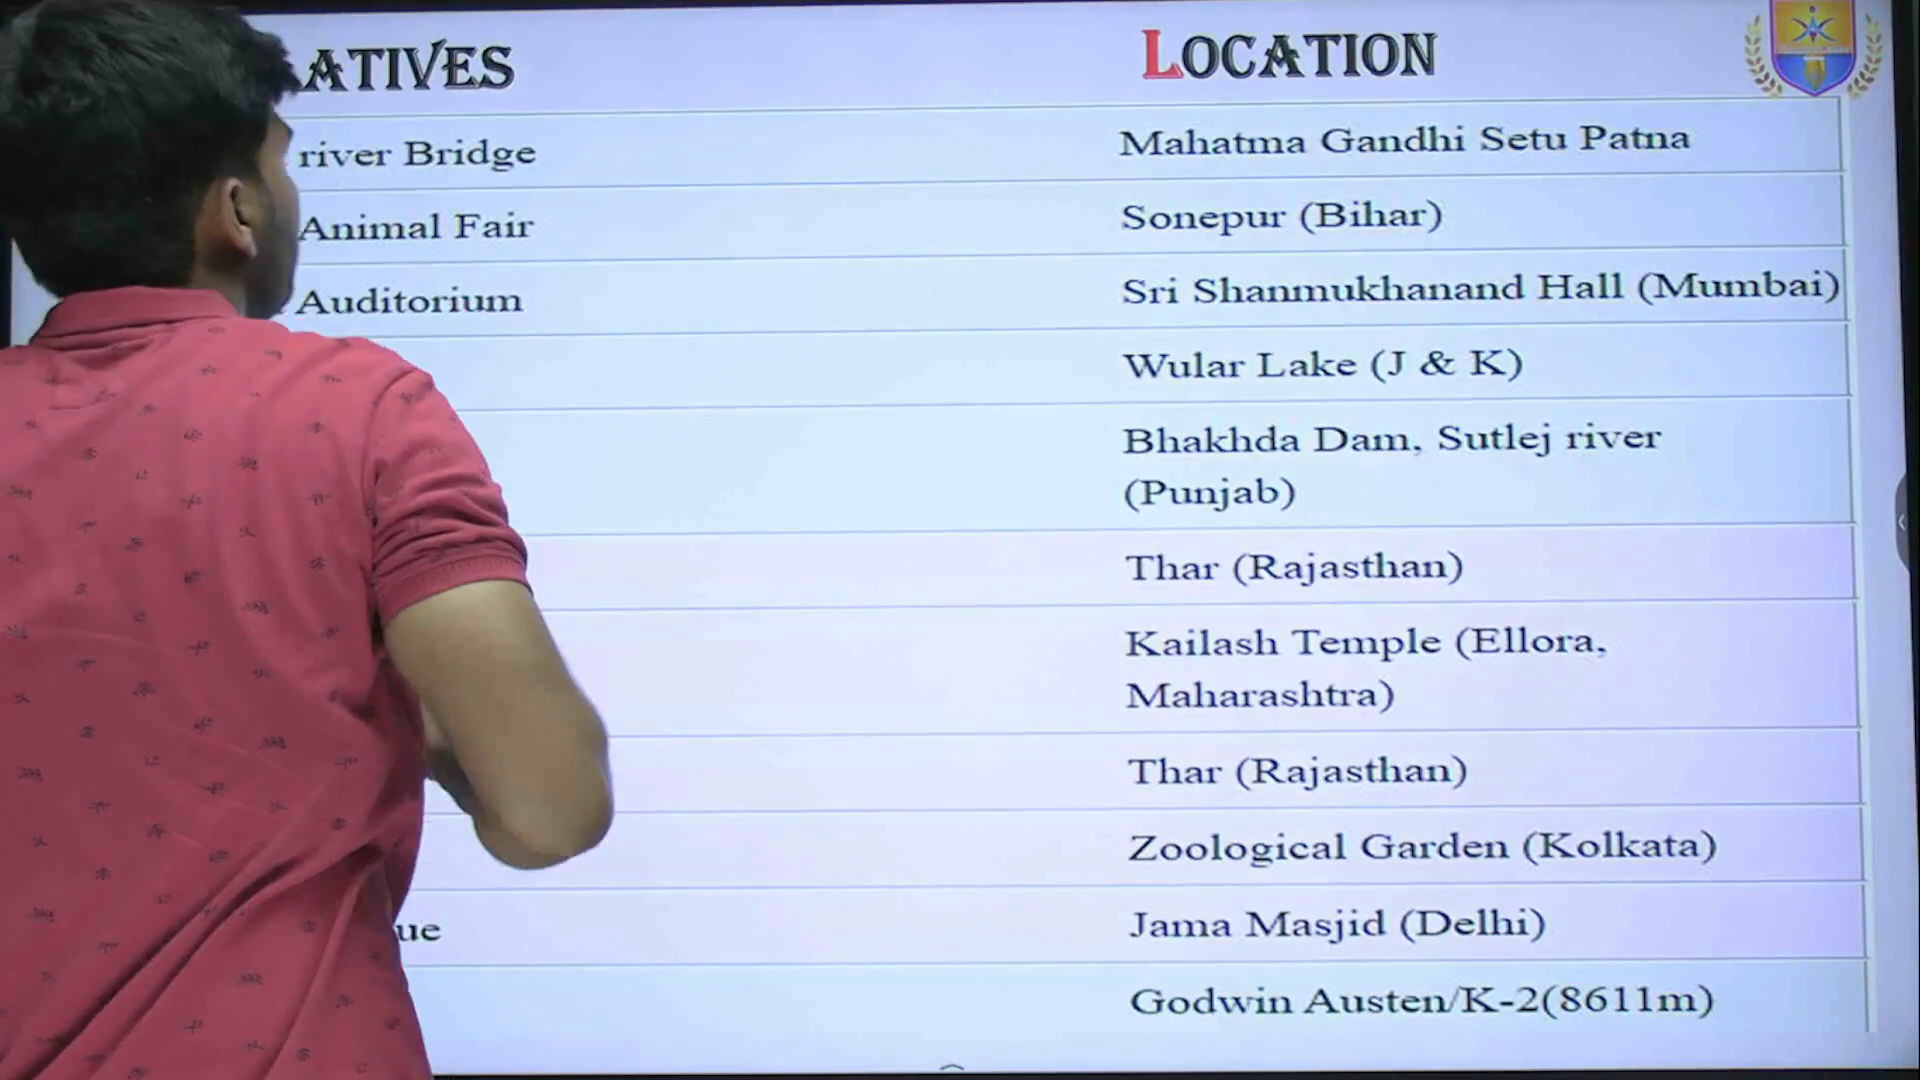 ATIVES LOCATION
river Bridge Mahatma Gandhi Setu Patna
Animal Fair Sonepur (Bihar)
Auditorium Sri Shanmukhanand Hall (Mumbai)
Wular Lake (J & K)
Bhakhda Dam, Sutlej river
(Punjab)
Thar (Rajasthan)
Kailash Temple (Ellora,
Maharashtra)
Thar (Rajasthan)
Zoological Garden (Kolkata)
ue Jama Masjid (Delhi)
Godwin Austen/K-2(8611m)